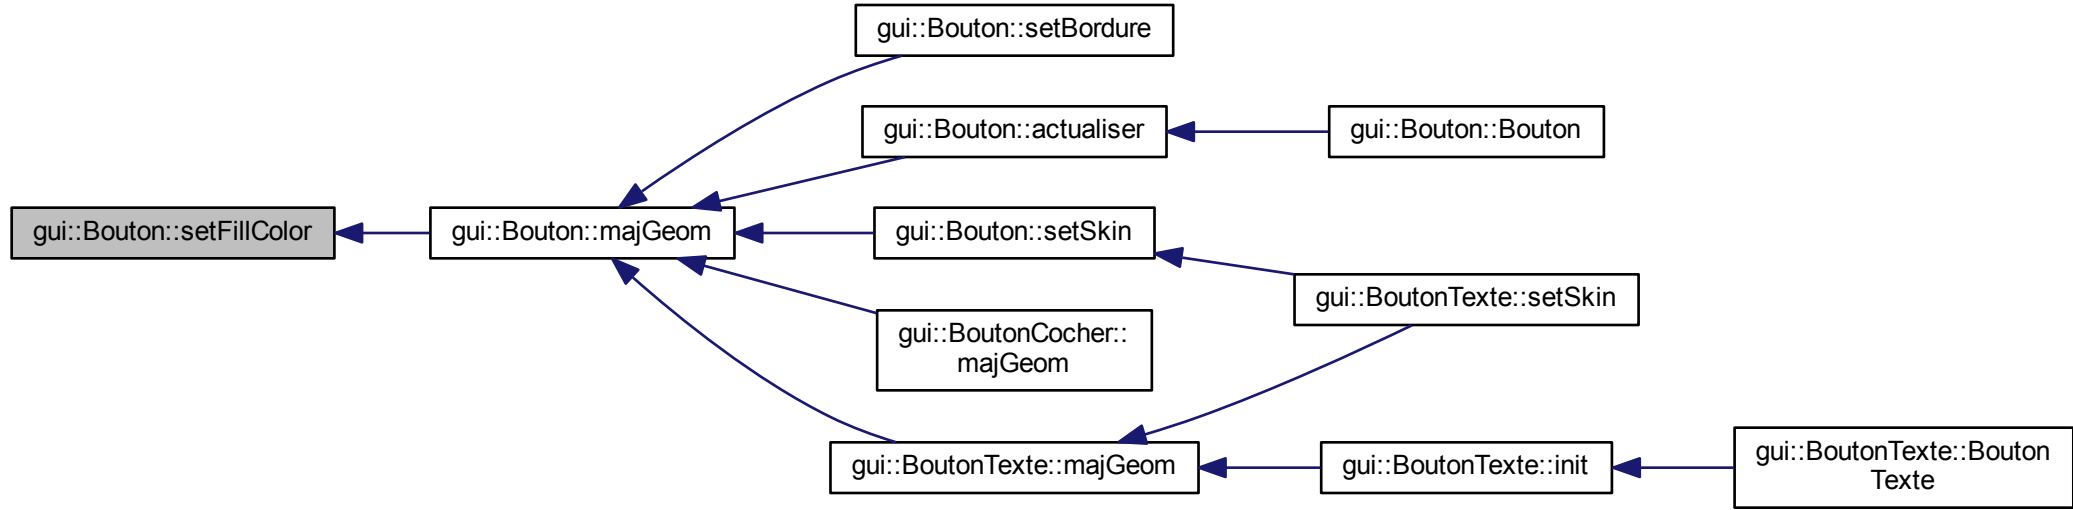 gui::Bouton::setBordure
gui::Bouton::actualiser
gui::Bouton::Bouton
gui::Bouton::setFillColor
gui::Bouton::majGeom
gui::Bouton::setSkin
gui::BoutonTexte::setSkin
gui::BoutonCocher::
majGeom
gui::BoutonTexte::majGeom
gui::BoutonTexte::init
gui::BoutonTexte::Bouton
Texte